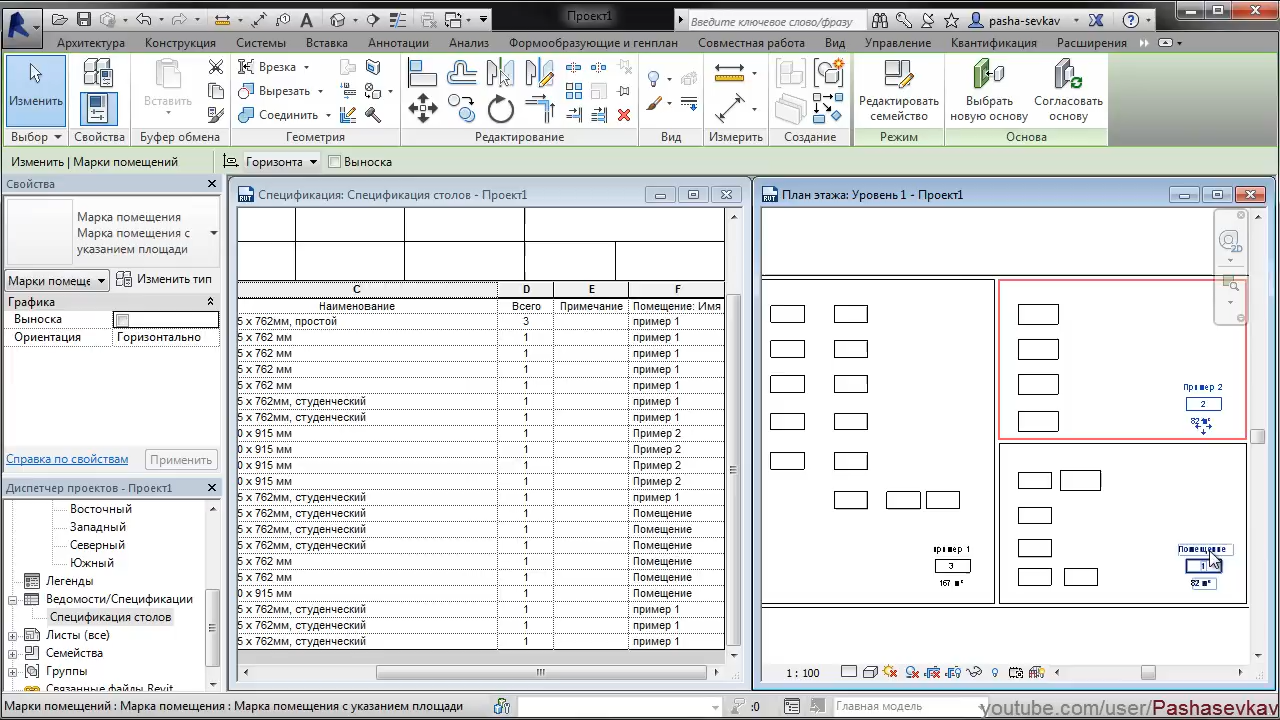 Проект1
Введите ключевое слово/фразу
pasha-sevkav
Архитектура
Конструкция
Системы
Вставка
Аннотации
Анализ
Формообразующие и генплан
Совместная работа
Вид
Управление
Квантификация
Расширения
Изменить
Вставить
Врезка
Вырезать
Соединить
Редактировать
семейство
Выбрать
новую основу
Согласовать
основу
Выбор
Свойства
Буфер обмена
Геометрия
Редактирование
Вид
Измерить
Создание
Режим
Основа
Изменить | Марки помещений
Горизонта
Выноска
Свойства
Марка помещения
Марка помещения с
указанием площади
Марки помеще
Изменить тип
Графика
Выноска
Ориентация
Горизонтально
Справка по свойствам
Применить
Диспетчер проектов - Проект1
Восточный
Западный
Северный
Южный
Легенды
Ведомости/Спецификации
Спецификация столов
Листы (все)
Семейства
Группы
Связанные файлы Revit
Спецификация: Спецификация столов - Проект1
C D E F
Наименование Всего Примечание Помещение: Имя
5 x 762мм, простой 3 пример 1
5 x 762 мм 1 пример 1
5 x 762 мм 1 пример 1
5 x 762 мм 1 пример 1
5 x 762 мм 1 пример 1
5 x 762мм, студенческий 1 пример 1
5 x 762мм, студенческий 1 пример 1
0 x 915 мм 1 Пример 2
0 x 915 мм 1 Пример 2
0 x 915 мм 1 Пример 2
0 x 915 мм 1 Пример 2
5 x 762мм, студенческий 1 пример 1
5 x 762мм, студенческий 1 Помещение
5 x 762мм, студенческий 1 Помещение
5 x 762мм, студенческий 1 Помещение
5 x 762 мм 1 Помещение
5 x 762 мм 1 Помещение
0 x 915 мм 1 Помещение
5 x 762мм, студенческий 1 пример 1
5 x 762мм, студенческий 1 пример 1
5 x 762мм, студенческий 1 пример 1
План этажа: Уровень 1 - Проект1
2D
Пример 2
2
82 м²
пример 1
3
167 м²
Помещение
1
82 м²
1 : 100
Марки помещений : Марка помещения : Марка помещения с указанием площади
:0
Главная модель
youtube.com/user/Pashasevkav